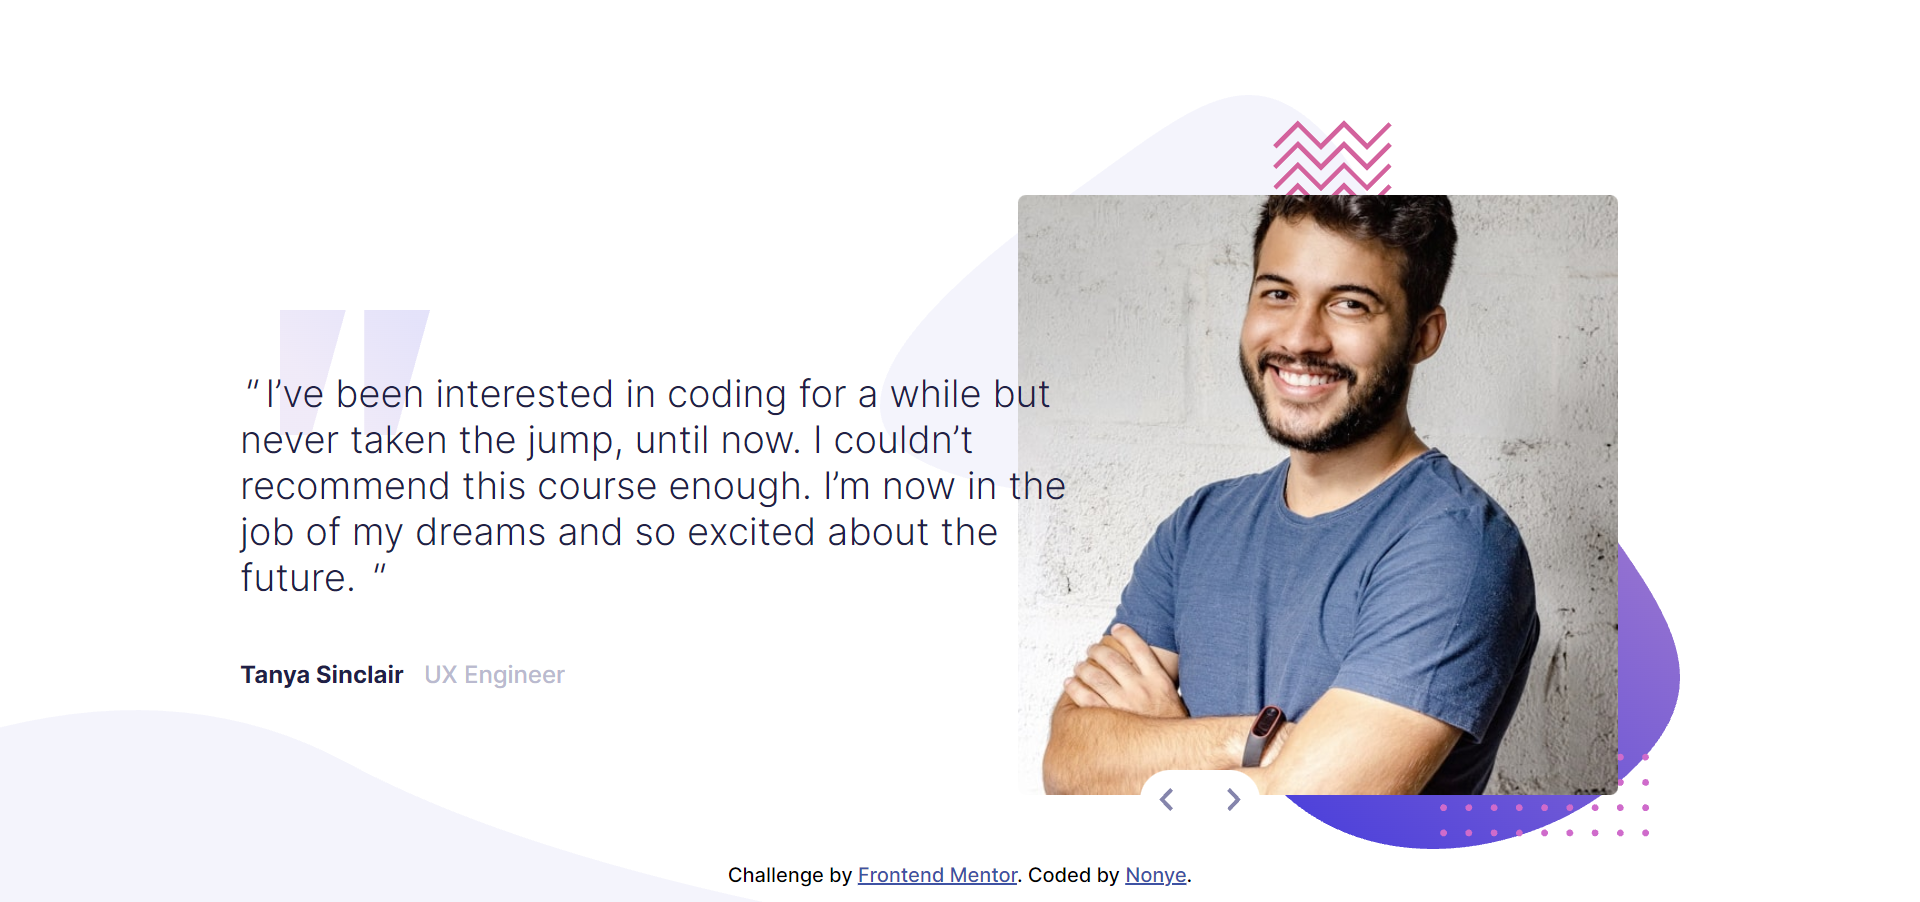 " I’ve been interested in coding for a while but
never taken the jump, until now. I couldn’t
recommend this course enough. I’m now in the
job of my dreams and so excited about the
future. "
Tanya Sinclair UX Engineer
Challenge by Frontend Mentor. Coded by Nonye.